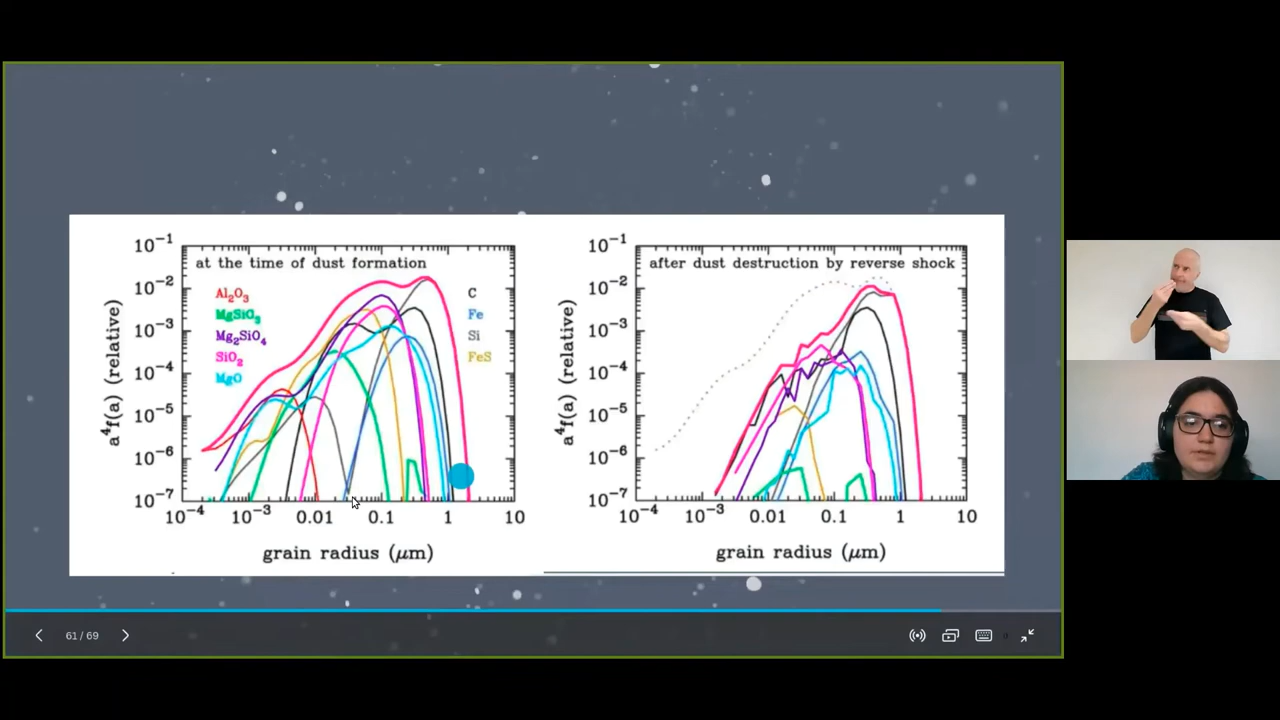 10⁻¹
10⁻²
10⁻³
10⁻⁴
10⁻⁵
10⁻⁶
10⁻⁷
a⁴f(a) (relative)
at the time of dust formation
Al₂O₃
MgSiO₃
Mg₂SiO₄
SiO₂
MgO
C
Fe
Si
FeS
10⁻⁴ 10⁻³ 0.01 0.1 1 10
grain radius (μm)
10⁻¹
10⁻²
10⁻³
10⁻⁴
10⁻⁵
10⁻⁶
10⁻⁷
a⁴f(a) (relative)
after dust destruction by reverse shock
10⁻⁴ 10⁻³ 0.01 0.1 1 10
grain radius (μm)
61 / 69
0